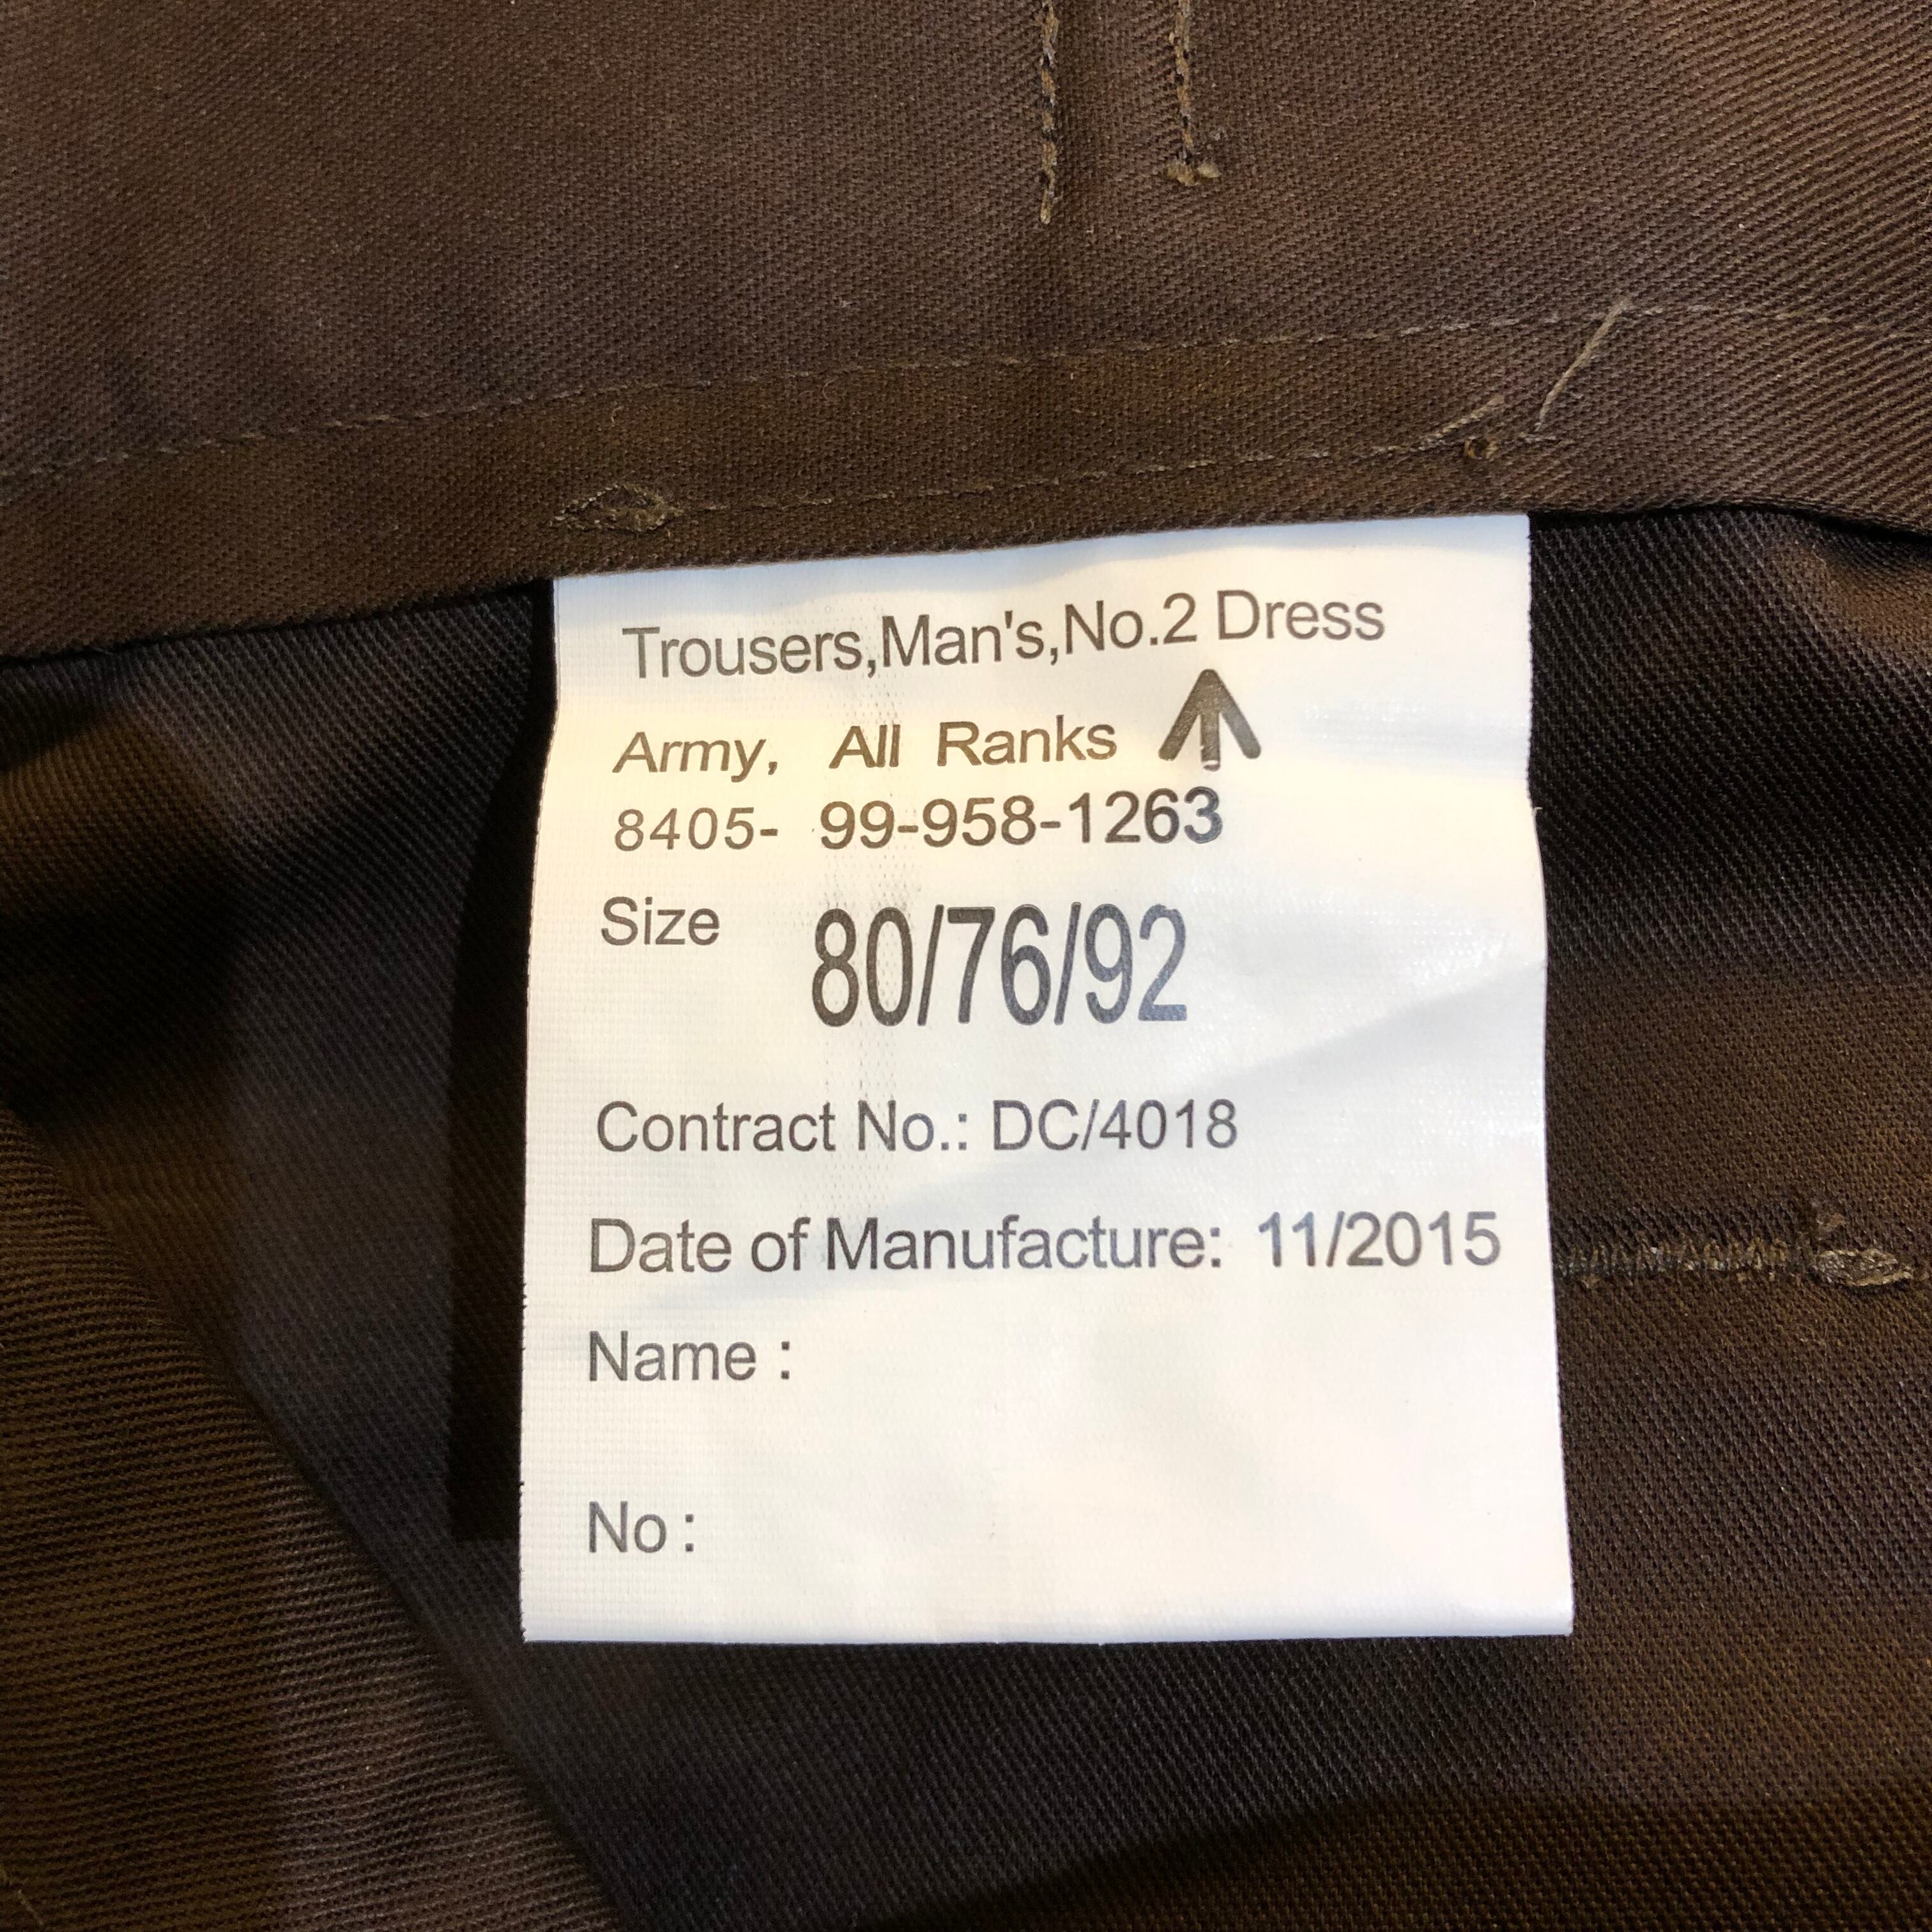 Trousers,Man's,No.2 Dress
Army, All Ranks
8405- 99-958-1263
Size 80/76/92
Contract No.: DC/4018
Date of Manufacture: 11/2015
Name :
No :